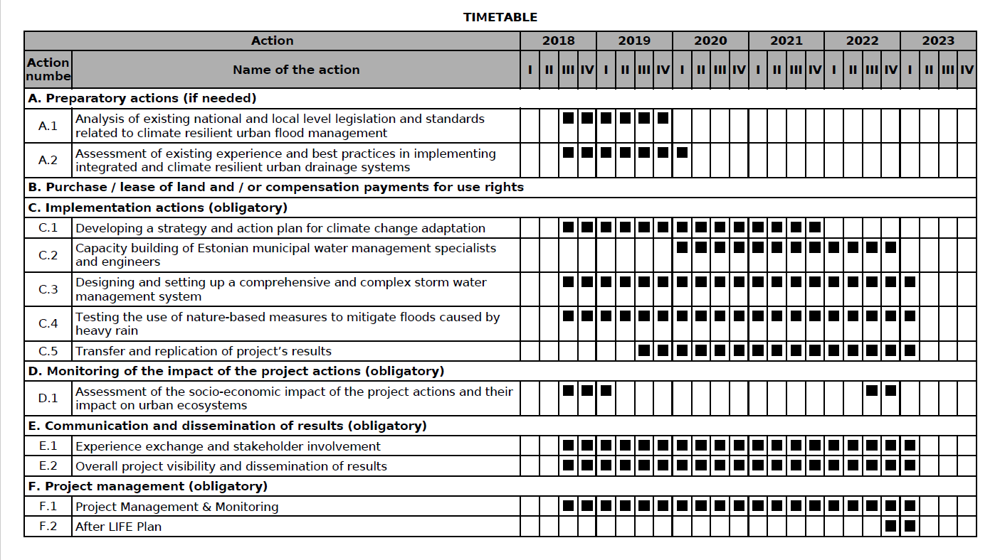 TIMETABLE
Action 2018 2019 2020 2021 2022 2023
Action
numbe
Name of the action
I II III IV I II III IV I II III IV I II III IV I II III IV I II III IV
A. Preparatory actions (if needed)
A.1
Analysis of existing national and local level legislation and standards
related to climate resilient urban flood management
A.2
Assessment of existing experience and best practices in implementing
integrated and climate resilient urban drainage systems
B. Purchase / lease of land and / or compensation payments for use rights
C. Implementation actions (obligatory)
C.1 Developing a strategy and action plan for climate change adaptation
C.2
Capacity building of Estonian municipal water management specialists
and engineers
C.3
Designing and setting up a comprehensive and complex storm water
management system
C.4
Testing the use of nature-based measures to mitigate floods caused by
heavy rain
C.5 Transfer and replication of project’s results
D. Monitoring of the impact of the project actions (obligatory)
D.1
Assessment of the socio-economic impact of the project actions and their
impact on urban ecosystems
E. Communication and dissemination of results (obligatory)
E.1 Experience exchange and stakeholder involvement
E.2 Overall project visibility and dissemination of results
F. Project management (obligatory)
F.1 Project Management & Monitoring
F.2 After LIFE Plan